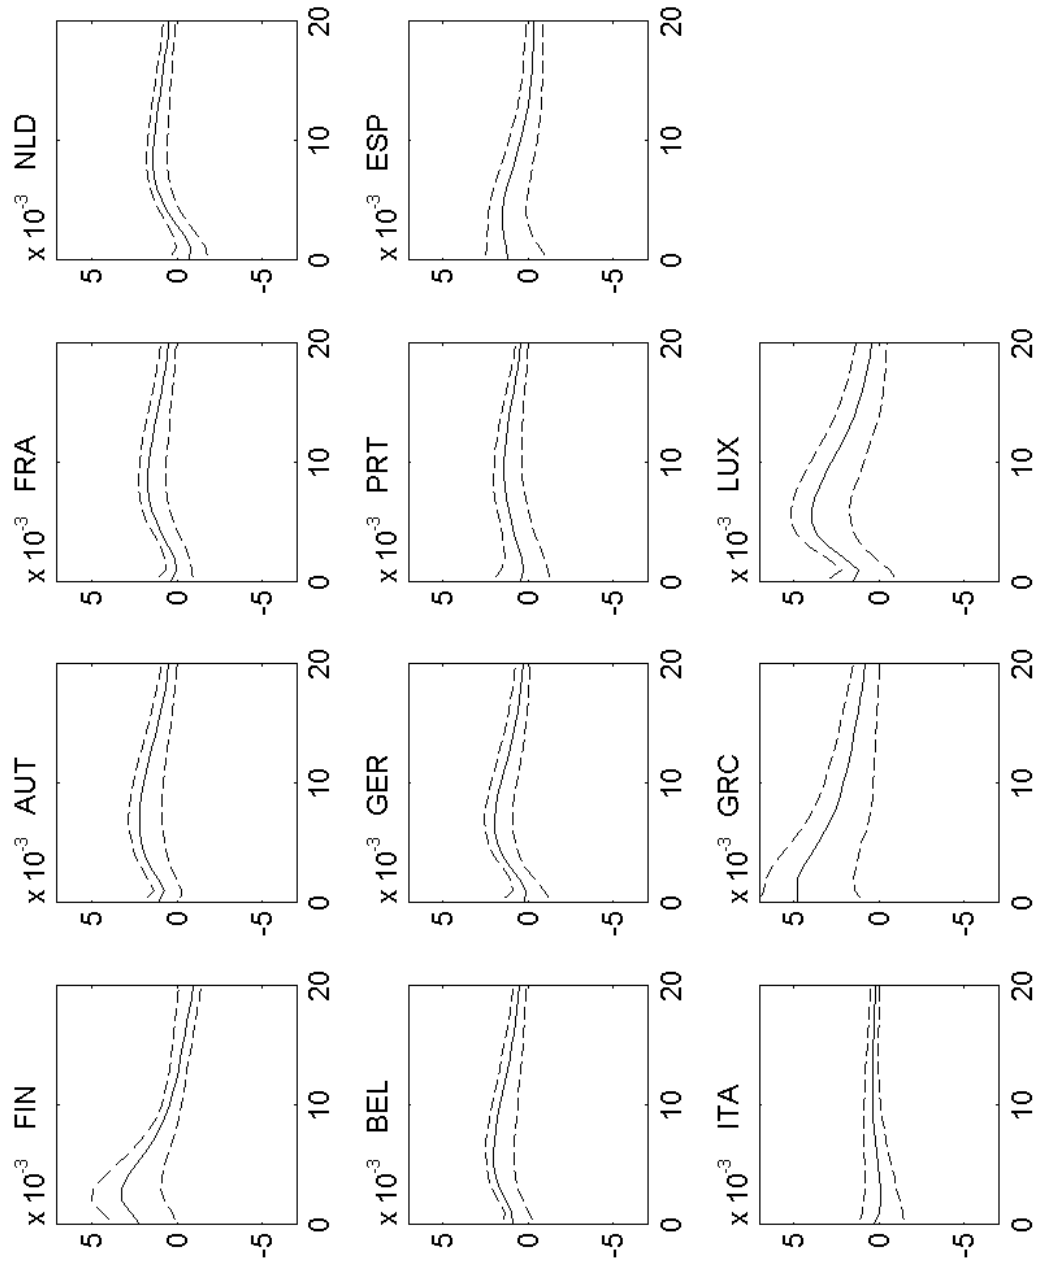 x 10⁻³ FIN
5
0
-5
0 10 20
x 10⁻³ AUT
5
0
-5
0 10 20
x 10⁻³ FRA
5
0
-5
0 10 20
x 10⁻³ NLD
5
0
-5
0 10 20
x 10⁻³ BEL
5
0
-5
0 10 20
x 10⁻³ GER
5
0
-5
0 10 20
x 10⁻³ PRT
5
0
-5
0 10 20
x 10⁻³ ESP
5
0
-5
0 10 20
x 10⁻³ ITA
5
0
-5
0 10 20
x 10⁻³ GRC
5
0
-5
0 10 20
x 10⁻³ LUX
5
0
-5
0 10 20